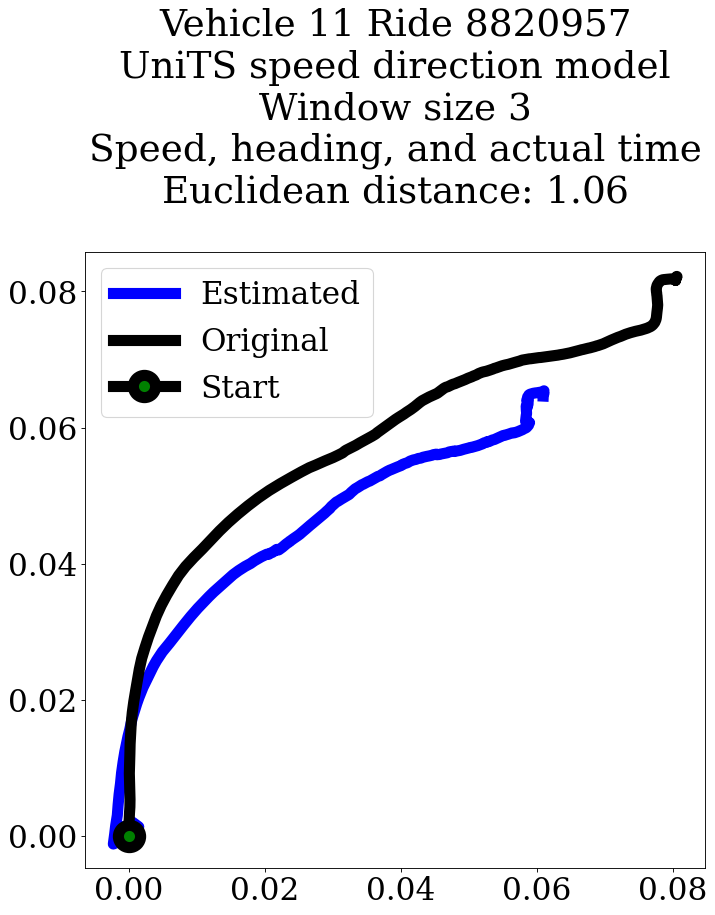 Vehicle 11 Ride 8820957
UniTS speed direction model
Window size 3
Speed, heading, and actual time
Euclidean distance: 1.06
Estimated
Original
Start
0.08
0.06
0.04
0.02
0.00
0.00 0.02 0.04 0.06 0.08